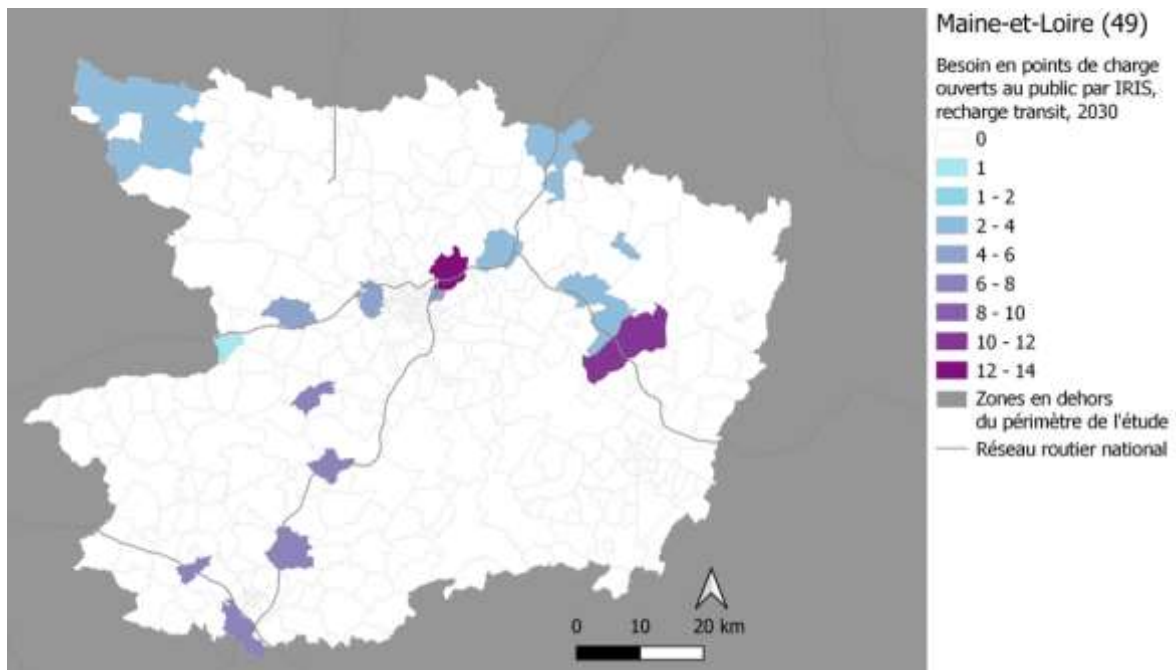 Maine-et-Loire (49)
Besoin en points de charge
ouverts au public par IRIS,
recharge transit, 2030
0
1
1 - 2
2 - 4
4 - 6
6 - 8
8 - 10
10 - 12
12 - 14
Zones en dehors
du périmètre de l'étude
Réseau routier national
0 10 20 km